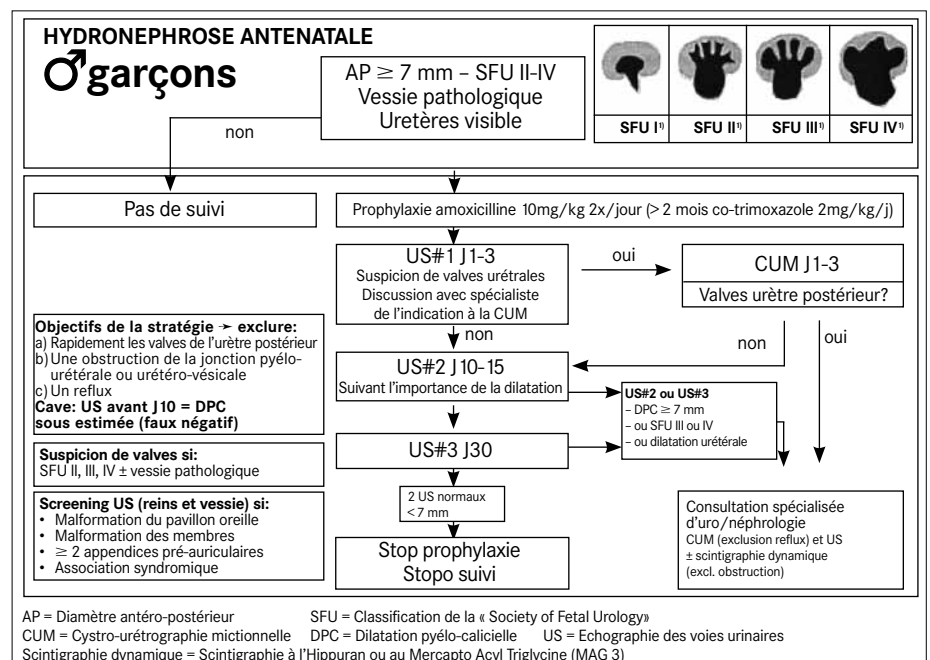 HYDRONEPHROSE ANTENATALE
♂garçons
AP ≥ 7 mm – SFU II-IV
Vessie pathologique
Uretères visible
SFU I¹⁾ SFU II¹⁾ SFU III¹⁾ SFU IV¹⁾
non
Pas de suivi
Prophylaxie amoxicilline 10mg/kg 2x/jour (> 2 mois co-trimoxazole 2mg/kg/j)
US#1 J1-3
Suspicion de valves urétrales
Discussion avec spécialiste
de l'indication à la CUM
oui
CUM J1-3
Valves urètre postérieur?
non
non
oui
Objectifs de la stratégie → exclure:
a) Rapidement les valves de l'urètre postérieur
b) Une obstruction de la jonction pyélo-
urétérale ou urétéro-vésicale
c) Un reflux
Cave: US avant J10 = DPC
sous estimée (faux négatif)
US#2 J10-15
Suivant l'importance de la dilatation
US#2 ou US#3
– DPC ≥ 7 mm
– ou SFU III ou IV
– ou dilatation urétérale
US#3 J30
Suspicion de valves si:
SFU II, III, IV ± vessie pathologique
2 US normaux
< 7 mm
Screening US (reins et vessie) si:
• Malformation du pavillon oreille
• Malformation des membres
• ≥ 2 appendices pré-auriculaires
• Association syndromique
Stop prophylaxie
Stopo suivi
Consultation spécialisée
d'uro/néphrologie
CUM (exclusion reflux) et US
± scintigraphie dynamique
(excl. obstruction)
AP = Diamètre antéro-postérieur SFU = Classification de la « Society of Fetal Urology»
CUM = Cystro-urétrographie mictionnelle DPC = Dilatation pyélo-calicielle US = Echographie des voies urinaires
Scintigraphie dynamique = Scintigraphie à l'Hippuran ou au Mercapto Acyl Triglycine (MAG 3)